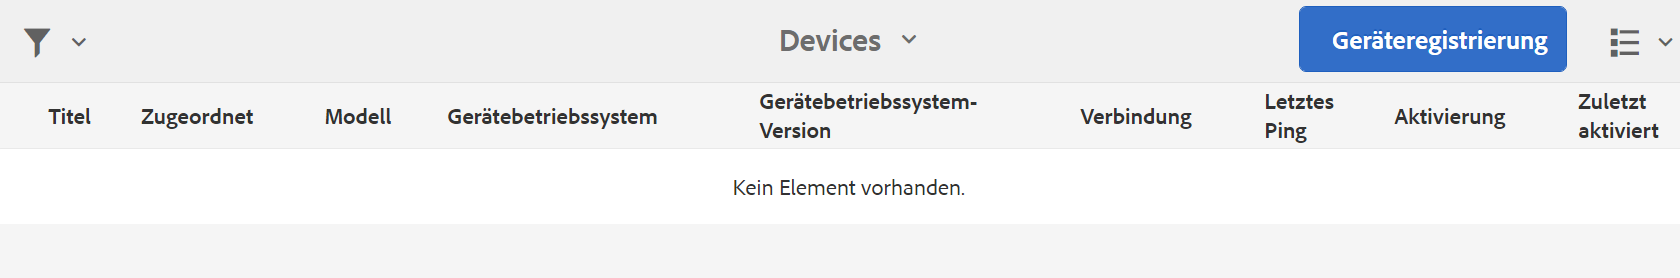 Devices
Geräteregistrierung
Titel
Zugeordnet
Modell
Gerätebetriebssystem
Gerätebetriebssystem-
Version
Verbindung
Letztes
Ping
Aktivierung
Zuletzt
aktiviert
Kein Element vorhanden.